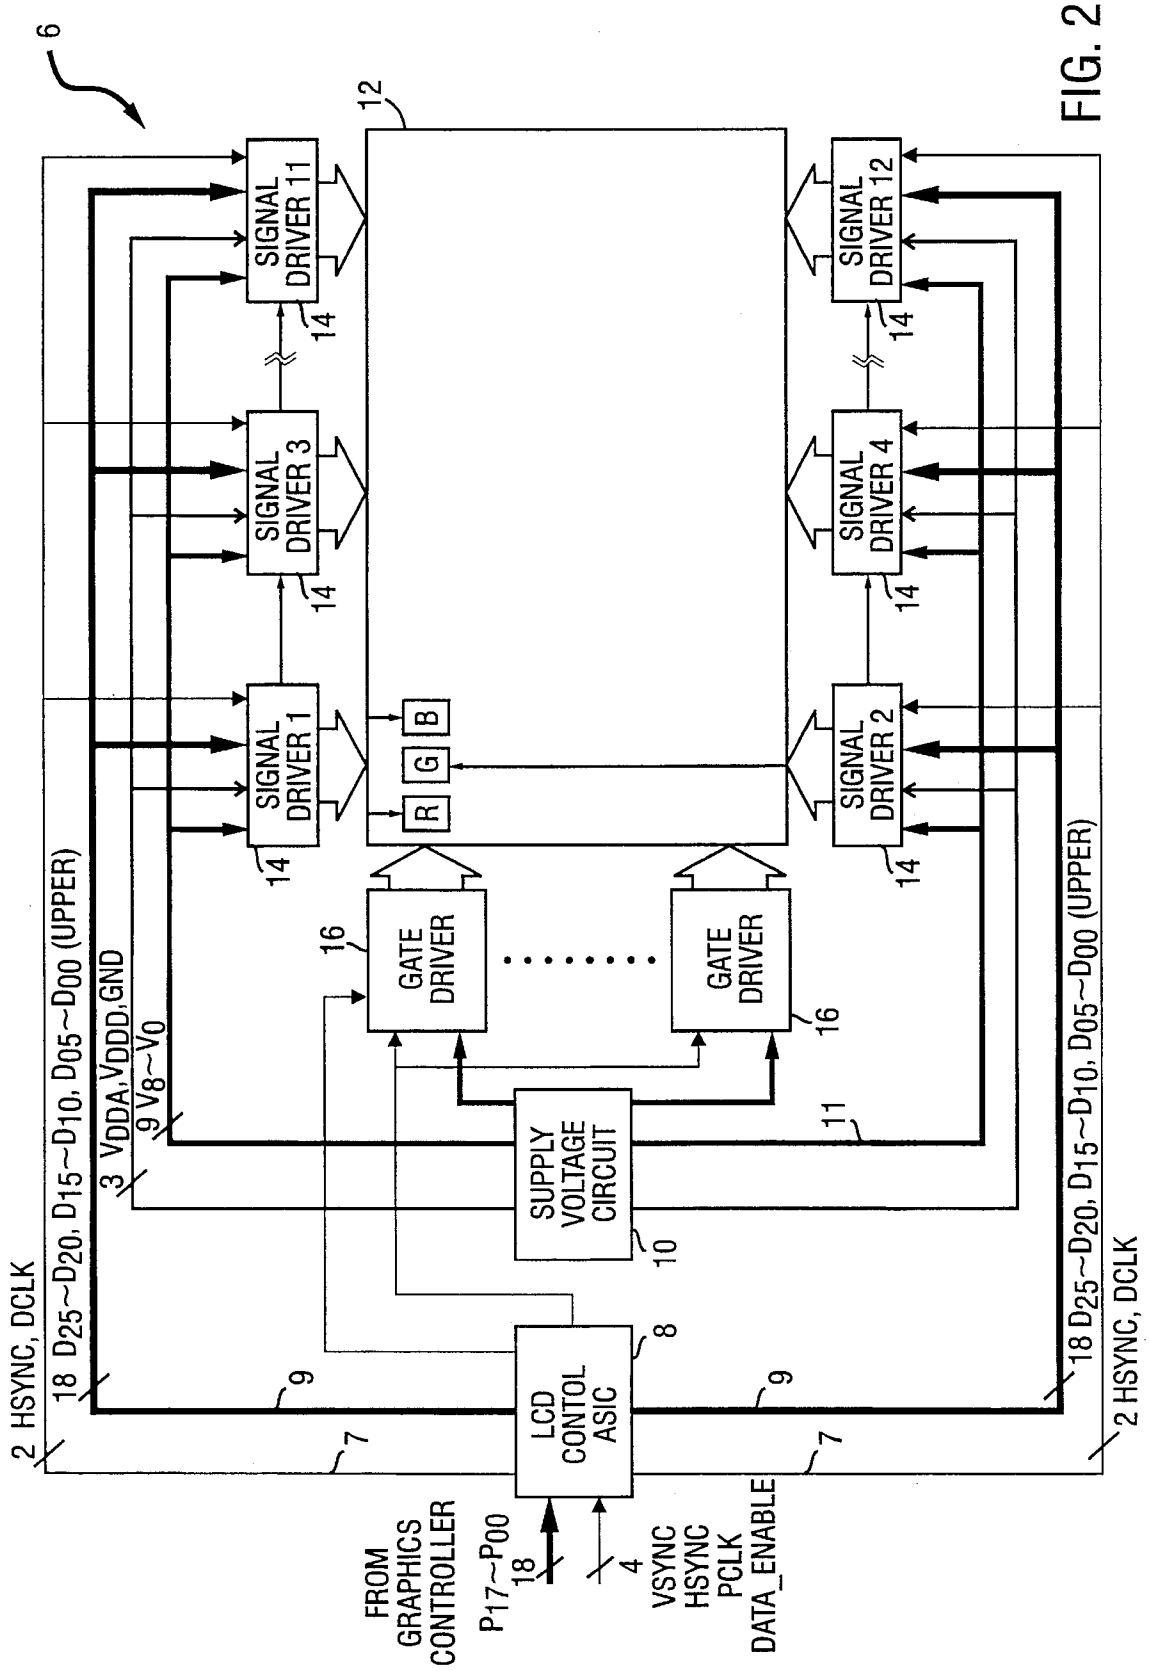 6
2 HSYNC, DCLK
18 D25~D20, D15~D10, D05~D00 (UPPER)
3 VDDA, VDDD, GND
9 V8~V0
SIGNAL
DRIVER 1
14
SIGNAL
DRIVER 3
14
SIGNAL
DRIVER 11
14
12
R
G
B
16
GATE
DRIVER
GATE
DRIVER
16
9
7
FROM
GRAPHICS
CONTROLLER
P17~P00
18
4
VSYNC
HSYNC
PCLK
DATA_ENABLE
LCD
CONTOL
ASIC
8
SUPPLY
VOLTAGE
CIRCUIT
10
11
9
7
SIGNAL
DRIVER 2
14
SIGNAL
DRIVER 4
14
SIGNAL
DRIVER 12
14
18 D25~D20, D15~D10, D05~D00 (UPPER)
2 HSYNC, DCLK
FIG. 2